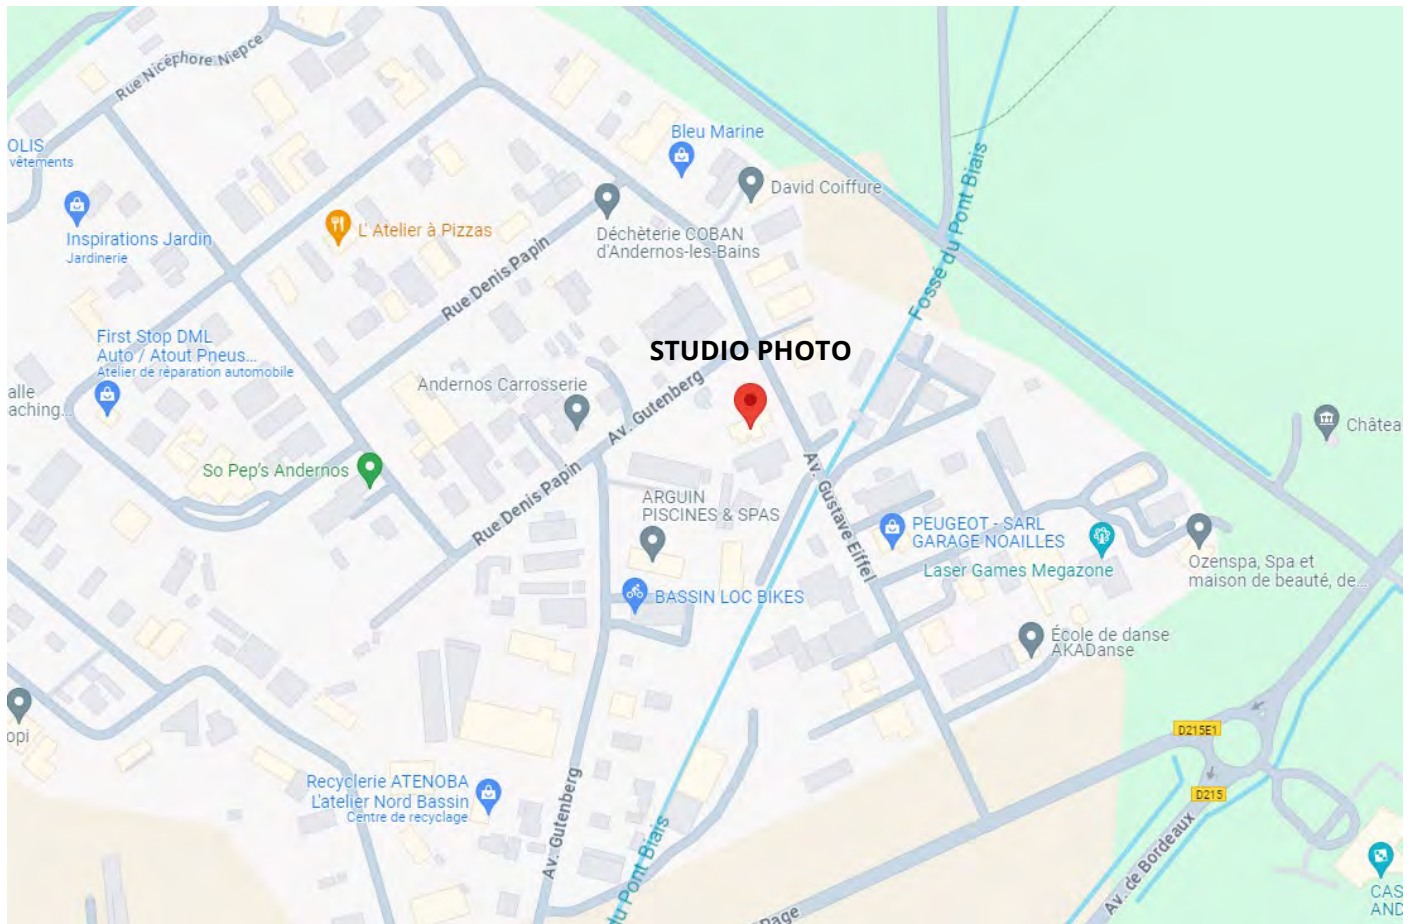 Rue Nicéphore Niepce
OLIS
vêtements
Bleu Marine
David Coiffure
Fossé du Pont Biais
Inspirations Jardin
Jardinerie
L' Atelier à Pizzas
Déchèterie COBAN
d'Andernos-les-Bains
Rue Denis Papin
First Stop DML
Auto / Atout Pneus...
Atelier de réparation automobile
STUDIO PHOTO
alle
aching...
Andernos Carrosserie
Av. Gutenberg
Châtea
So Pep's Andernos
Rue Denis Papin
ARGUIN
PISCINES & SPAS
Av. Gustave Eiffel
PEUGEOT - SARL
GARAGE NOAILLES
Laser Games Megazone
Ozenspa, Spa et
maison de beauté, de...
BASSIN LOC BIKES
École de danse
AKADanse
opi
D215E1
Recyclerie ATENOBA
L'atelier Nord Bassin
Centre de recyclage
D215
Av. Gutenberg
du Pont Biais
Av. de Bordeaux
Page
CAS
AND